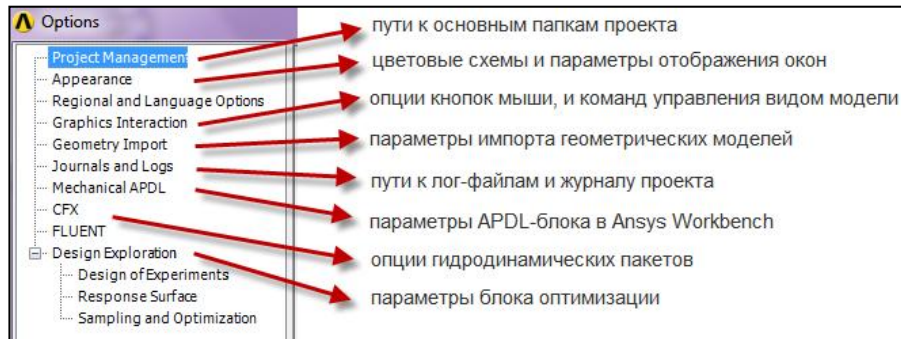 Options
пути к основным папкам проекта
Project Management
цветовые схемы и параметры отображения окон
Appearance
Regional and Language Options
опции кнопок мыши, и команд управления видом модели
Graphics Interaction
параметры импорта геометрических моделей
Geometry Import
Journals and Logs
пути к лог-файлам и журналу проекта
Mechanical APDL
параметры APDL-блока в Ansys Workbench
CFX
FLUENT
опции гидродинамических пакетов
Design Exploration
Design of Experiments
параметры блока оптимизации
Response Surface
Sampling and Optimization